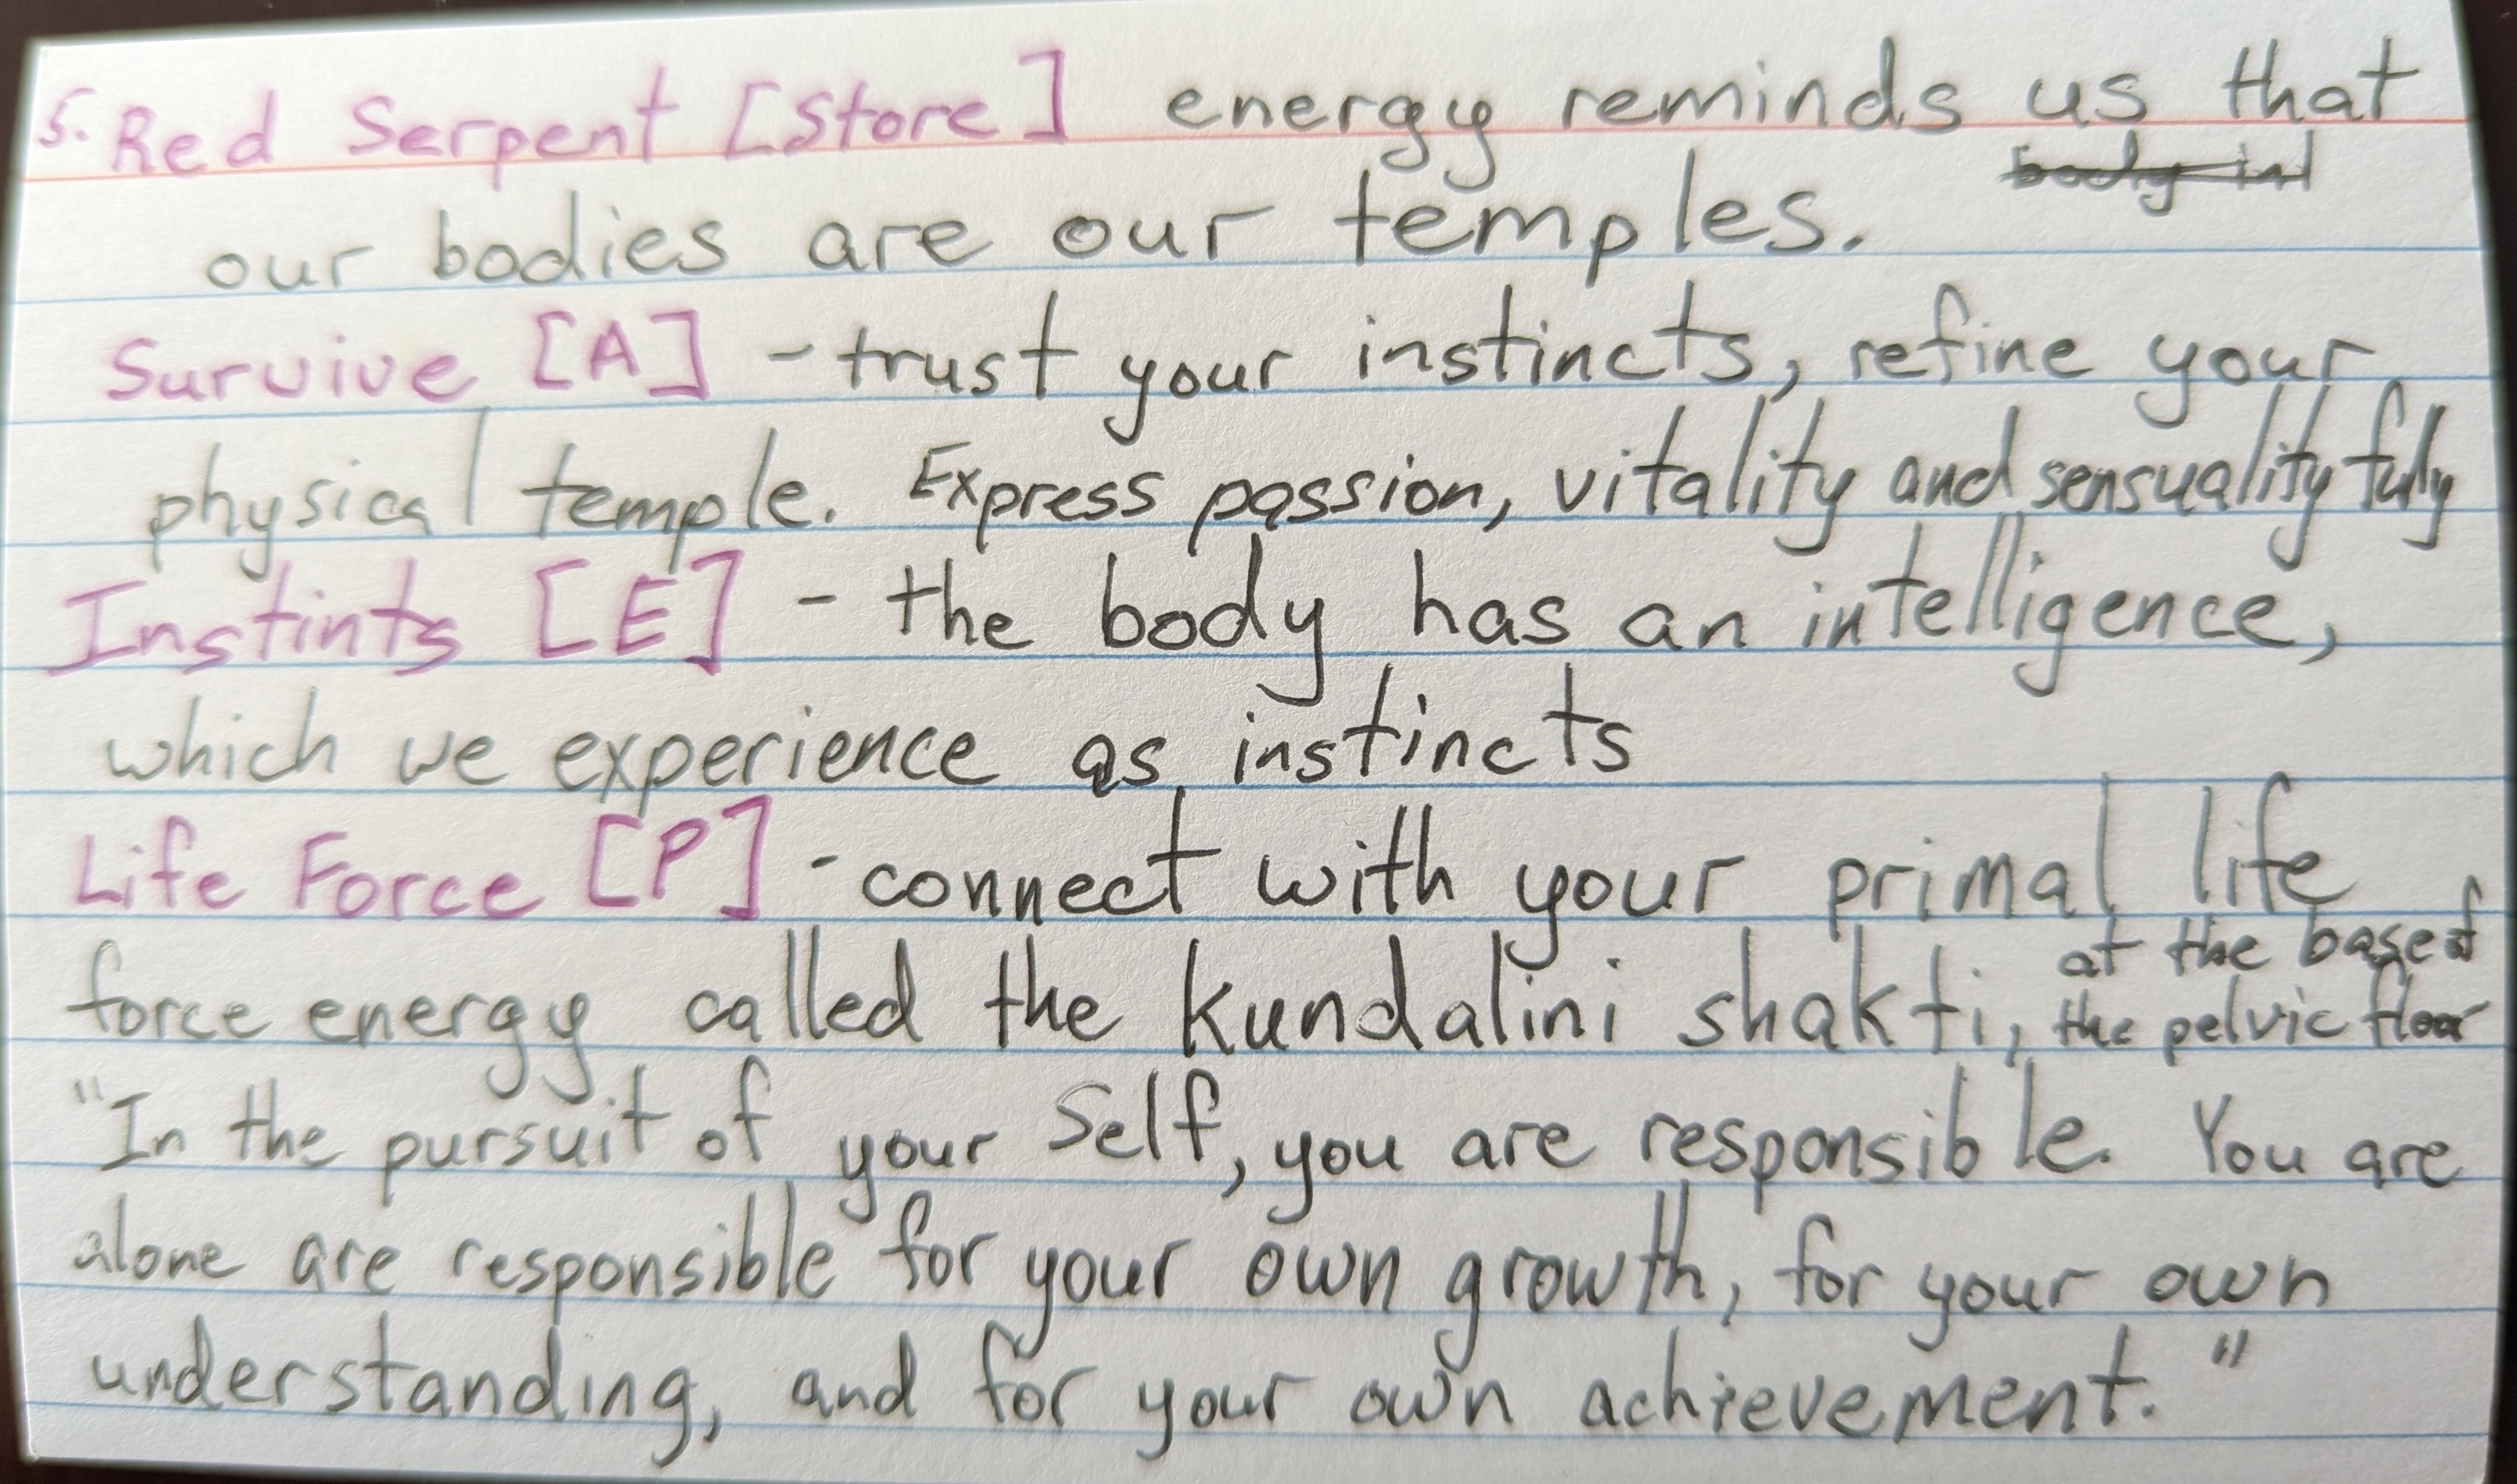 5. Red Serpent [Store] energy reminds us that
our bodies are our temples.
Survive [A] - trust your instincts, refine your
physical temple. Express passion, vitality and sensuality fuly
Instints [E] - the body has an intelligence,
which we experience as instincts
Life Force [P] - connect with your primal life
force energy called the kundalini shakti, at the base of
the pelvic floor
"In the pursuit of your Self, you are responsible. You are
alone are responsible for your own growth, for your own
understanding, and for your own achievement."